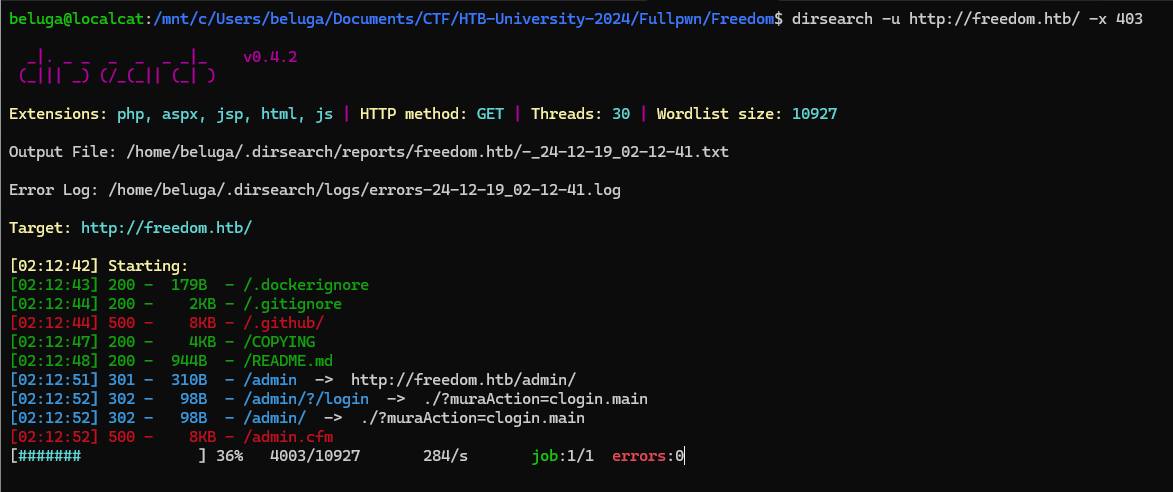 beluga@localcat:/mnt/c/Users/beluga/Documents/CTF/HTB-University-2024/Fullpwn/Freedom$ dirsearch -u http://freedom.htb/ -x 403
  _|. _ _  _  _  _ _|_    v0.4.2
 (_||| _) (/_(_|| (_| )
Extensions: php, aspx, jsp, html, js | HTTP method: GET | Threads: 30 | Wordlist size: 10927
Output File: /home/beluga/.dirsearch/reports/freedom.htb/-_24-12-19_02-12-41.txt
Error Log: /home/beluga/.dirsearch/logs/errors-24-12-19_02-12-41.log
Target: http://freedom.htb/
[02:12:42] Starting:
[02:12:43] 200 -  179B  - /.dockerignore
[02:12:44] 200 -    2KB - /.gitignore
[02:12:44] 500 -    8KB - /.github/
[02:12:47] 200 -    4KB - /COPYING
[02:12:48] 200 -  944B  - /README.md
[02:12:51] 301 -  310B  - /admin  ->  http://freedom.htb/admin/
[02:12:52] 302 -   98B  - /admin/?/login  ->  ./?muraAction=clogin.main
[02:12:52] 302 -   98B  - /admin/  ->  ./?muraAction=clogin.main
[02:12:52] 500 -    8KB - /admin.cfm
[#######             ] 36%   4003/10927       284/s       job:1/1  errors:0